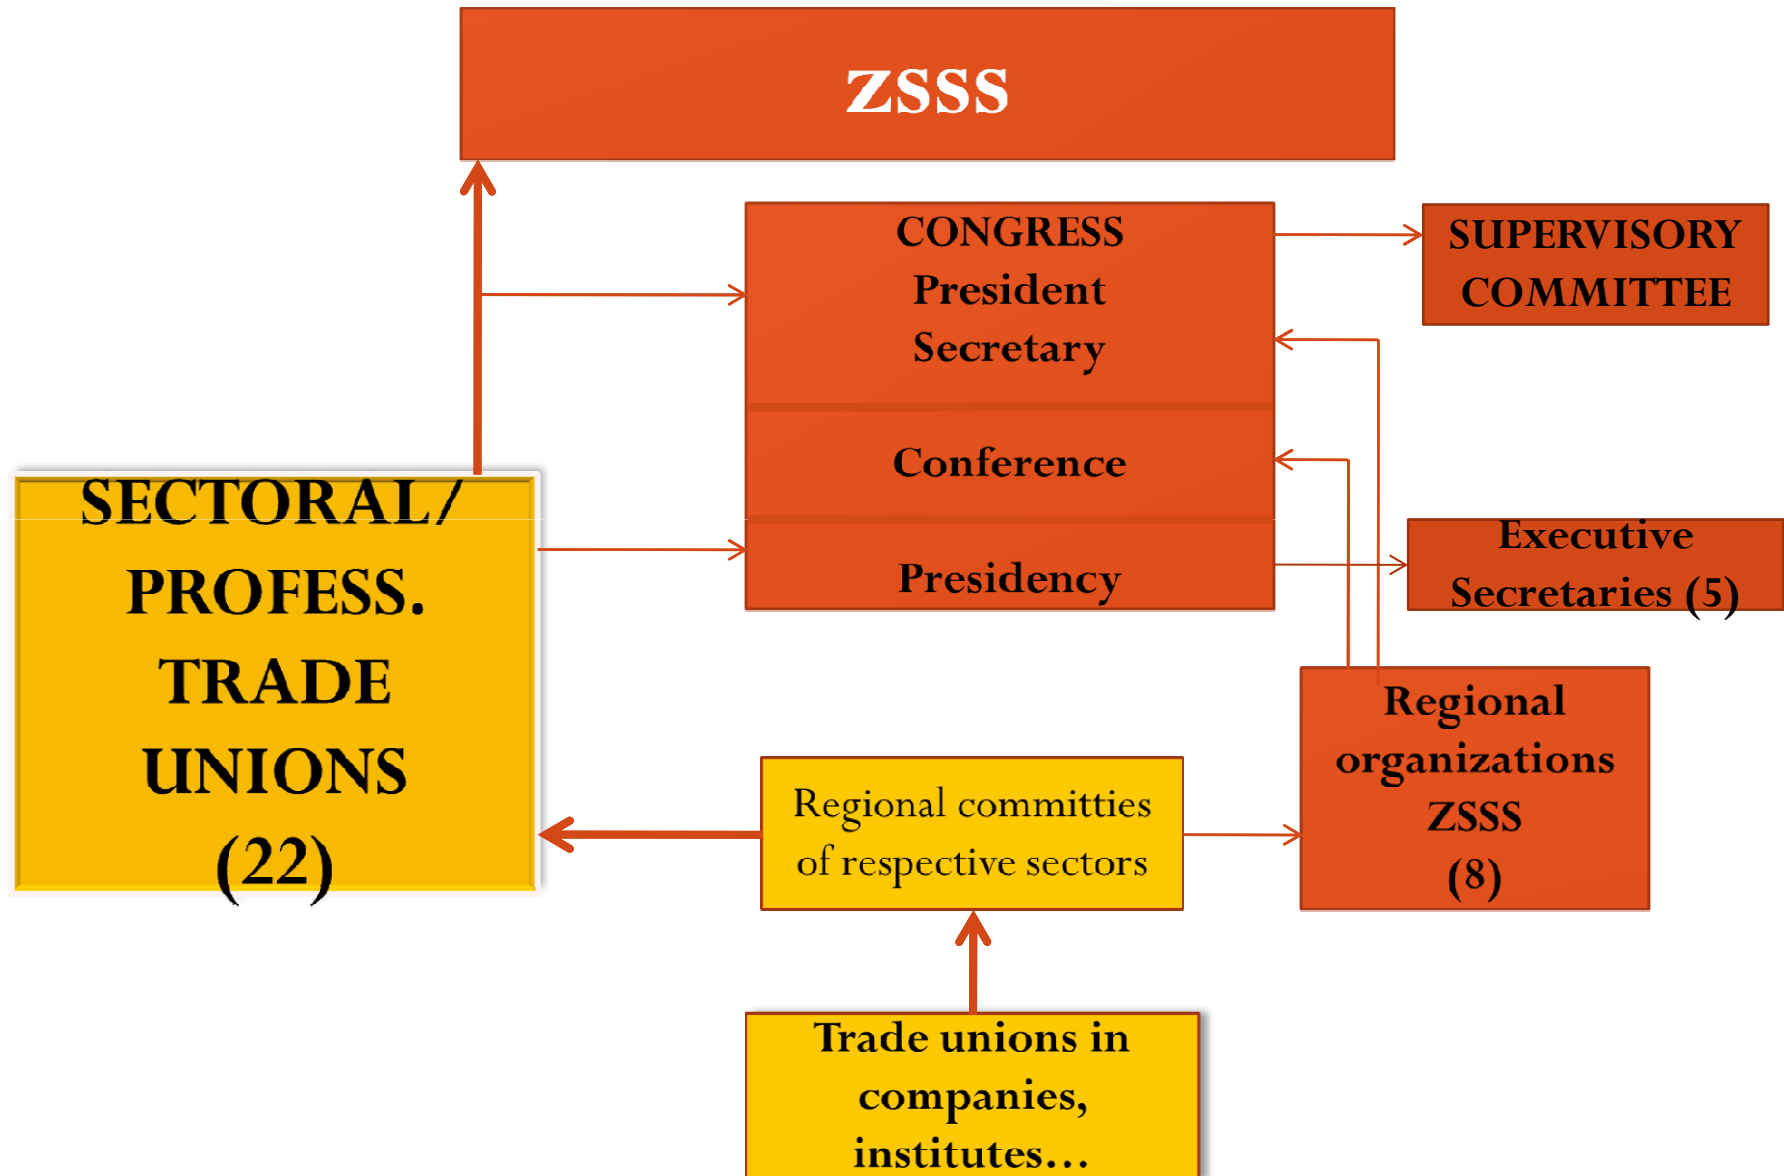 ZSSS
CONGRESS
President
Secretary
Conference
Presidency
SUPERVISORY
COMMITTEE
Executive
Secretaries (5)
SECTORAL/
PROFESS.
TRADE
UNIONS
(22)
Regional committies
of respective sectors
Regional
organizations
ZSSS
(8)
Trade unions in
companies,
institutes…